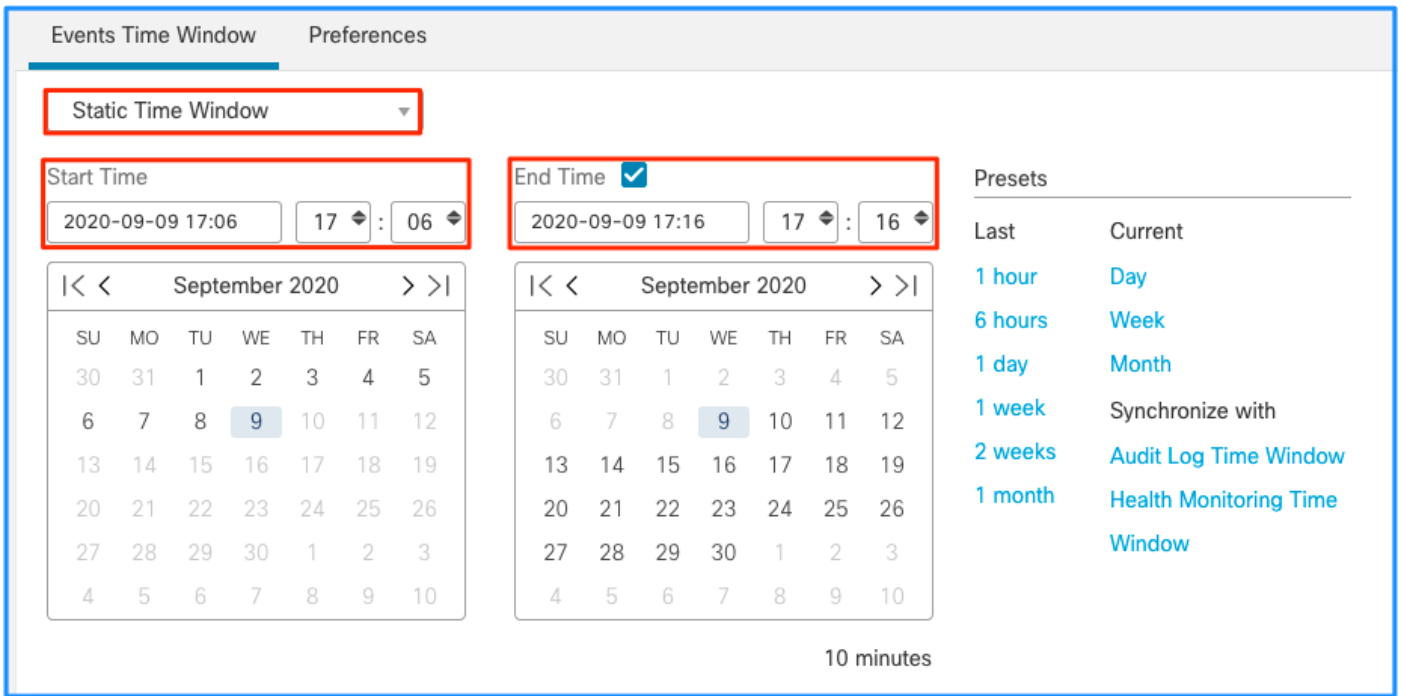 Events Time Window Preferences
Static Time Window
Start Time
2020-09-09 17:06 17 : 06
End Time
2020-09-09 17:16 17 : 16
September 2020
SU MO TU WE TH FR SA
30 31 1 2 3 4 5
6 7 8 9 10 11 12
13 14 15 16 17 18 19
20 21 22 23 24 25 26
27 28 29 30 1 2 3
4 5 6 7 8 9 10
September 2020
SU MO TU WE TH FR SA
30 31 1 2 3 4 5
6 7 8 9 10 11 12
13 14 15 16 17 18 19
20 21 22 23 24 25 26
27 28 29 30 1 2 3
4 5 6 7 8 9 10
10 minutes
Presets
Last
1 hour
6 hours
1 day
1 week
2 weeks
1 month
Current
Day
Week
Month
Synchronize with
Audit Log Time Window
Health Monitoring Time
Window